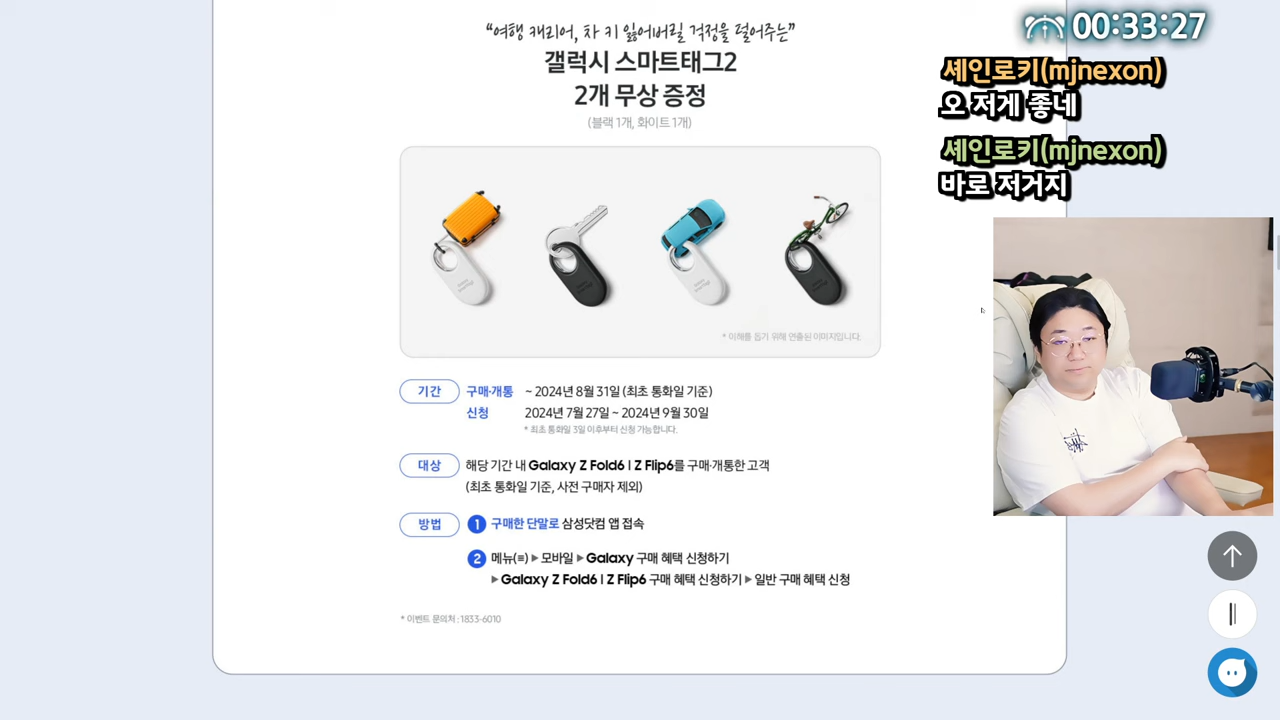 “여행 캐리어, 차 키 잃어버릴 걱정을 덜어주는”
갤럭시 스마트태그2
2개 무상 증정
(블랙 1개, 화이트 1개)
* 이해를 돕기 위해 연출된 이미지입니다.
기간 구매·개통 ~ 2024년 8월 31일 (최초 통화일 기준)
신청 2024년 7월 27일 ~ 2024년 9월 30일
* 최초 통화일 3일 이후부터 신청 가능합니다.
대상 해당 기간 내 Galaxy Z Fold6 I Z Flip6를 구매·개통한 고객
(최초 통화일 기준, 사전 구매자 제외)
방법 1 구매한 단말로 삼성닷컴 앱 접속
2 메뉴(≡) ▶ 모바일 ▶ Galaxy 구매 혜택 신청하기
▶ Galaxy Z Fold6 I Z Flip6 구매 혜택 신청하기 ▶ 일반 구매 혜택 신청
* 이벤트 문의처 : 1833-6010
00:33:27
셰인로키(mjnexon)
오 저게 좋네
셰인로키(mjnexon)
바로 저거지